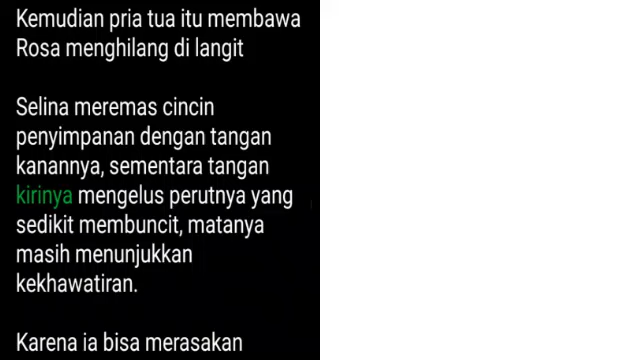 Kemudian pria tua itu membawa
Rosa menghilang di langit
Selina meremas cincin
penyimpanan dengan tangan
kanannya, sementara tangan
kirinya mengelus perutnya yang
sedikit membuncit, matanya
masih menunjukkan
kekhawatiran.
Karena ia bisa merasakan